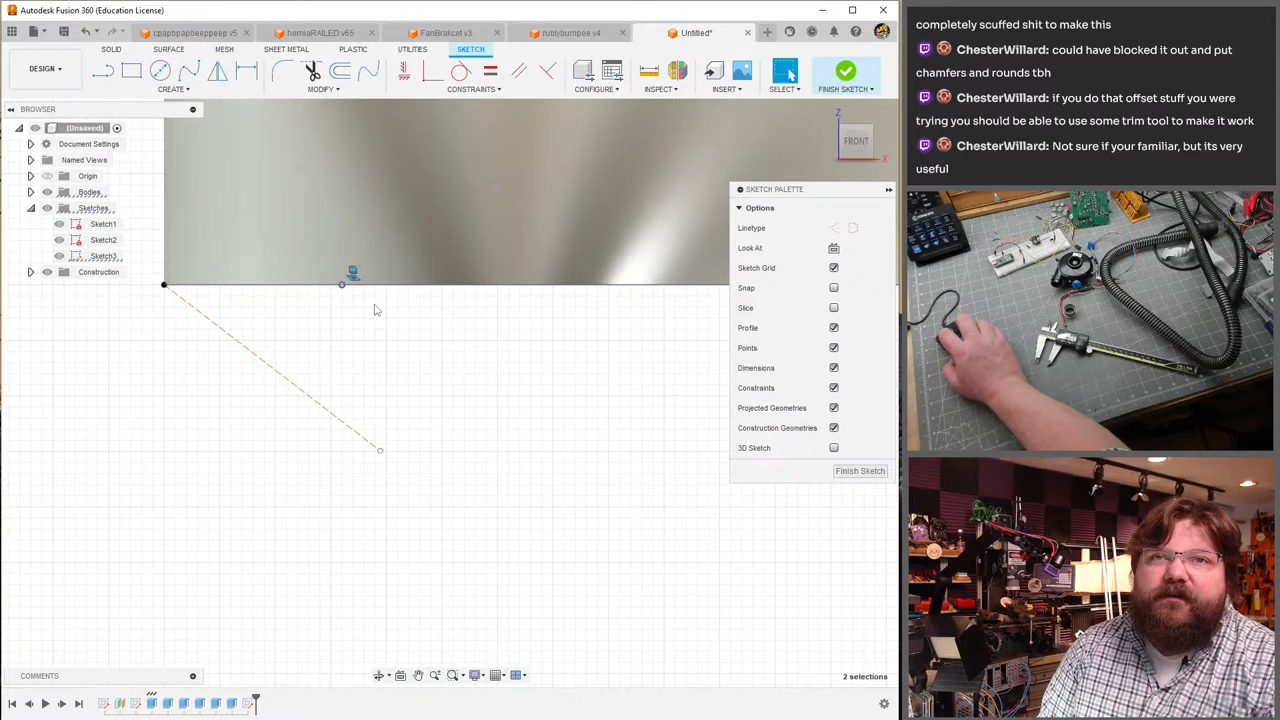 Autodesk Fusion 360 (Education License)
cpapbpapbeeppeep v5
herniaRAILED v65
FanBrakcet v3
rublybumpee v4
Untitled*
SOLID
SURFACE
MESH
SHEET METAL
PLASTIC
UTILITIES
SKETCH
DESIGN
CREATE
MODIFY
CONSTRAINTS
CONFIGURE
INSPECT
INSERT
SELECT
FINISH SKETCH
BROWSER
(Unsaved)
Document Settings
Named Views
Origin
Bodies
Sketches
Sketch1
Sketch2
Sketch3
Construction
Z
FRONT
X
SKETCH PALETTE
Options
Linetype
Look At
Sketch Grid
Snap
Slice
Profile
Points
Dimensions
Constraints
Projected Geometries
Construction Geometries
3D Sketch
Finish Sketch
COMMENTS
2 selections
completely scuffed shit to make this
ChesterWillard: could have blocked it out and put
chamfers and rounds tbh
ChesterWillard: if you do that offset stuff you were
trying you should be able to use some trim tool to make it work
ChesterWillard: Not sure if your familiar, but its very
useful